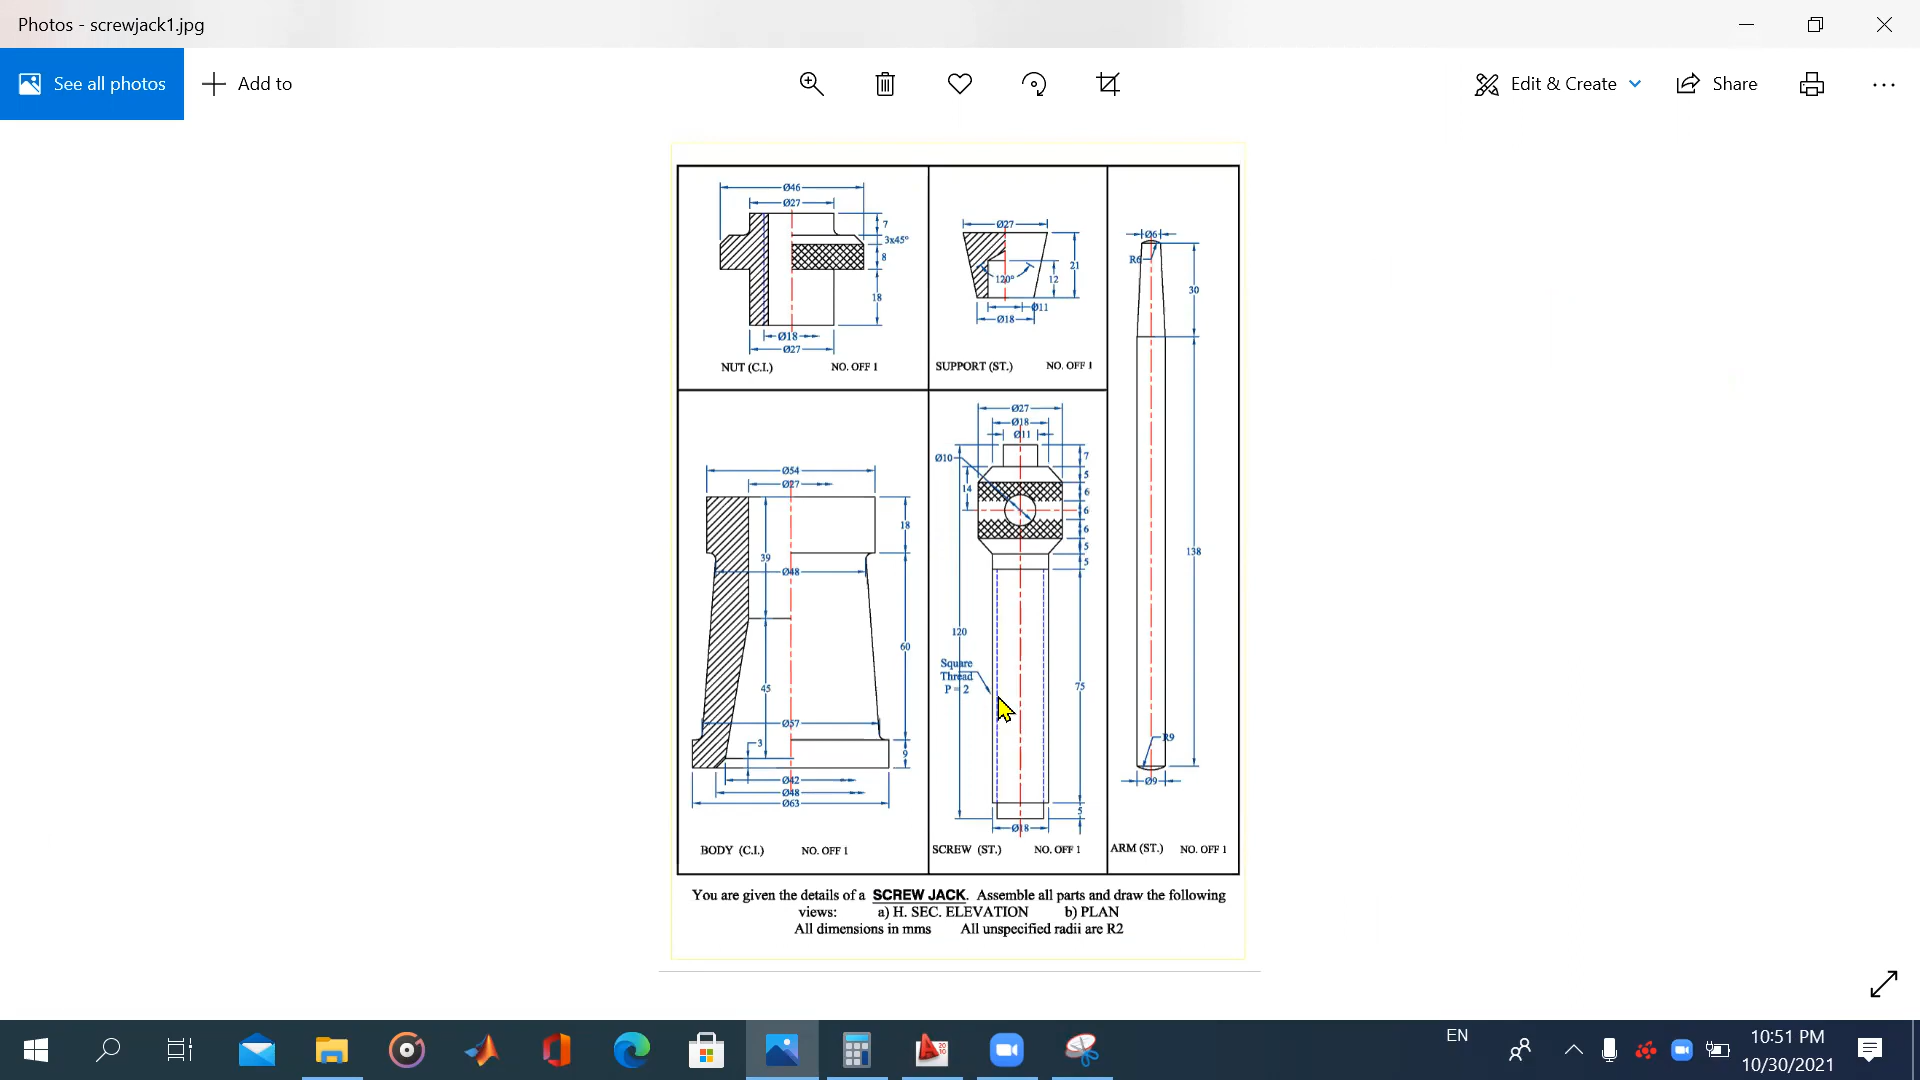 Photos - screwjack1.jpg
See all photos
Add to
Edit & Create
Share
Ø46
Ø27
7
3x45°
8
18
Ø18
Ø27
NUT (C.I.) NO. OFF 1
Ø27
120°
21
12
Ø11
Ø18
SUPPORT (ST.) NO. OFF 1
Ø6
R6
30
138
R9
Ø9
ARM (ST.) NO. OFF 1
Ø54
Ø27
18
39
Ø48
60
45
Ø57
3
9
Ø42
Ø48
Ø63
BODY (C.I.) NO. OFF 1
Ø27
Ø18
Ø11
Ø10
7
5
14
6
6
6
5
5
120
Square
Thread
P = 2
75
5
Ø18
SCREW (ST.) NO. OFF 1
You are given the details of a SCREW JACK. Assemble all parts and draw the following
views: a) H. SEC. ELEVATION b) PLAN
All dimensions in mms All unspecified radii are R2
EN
10:51 PM
10/30/2021